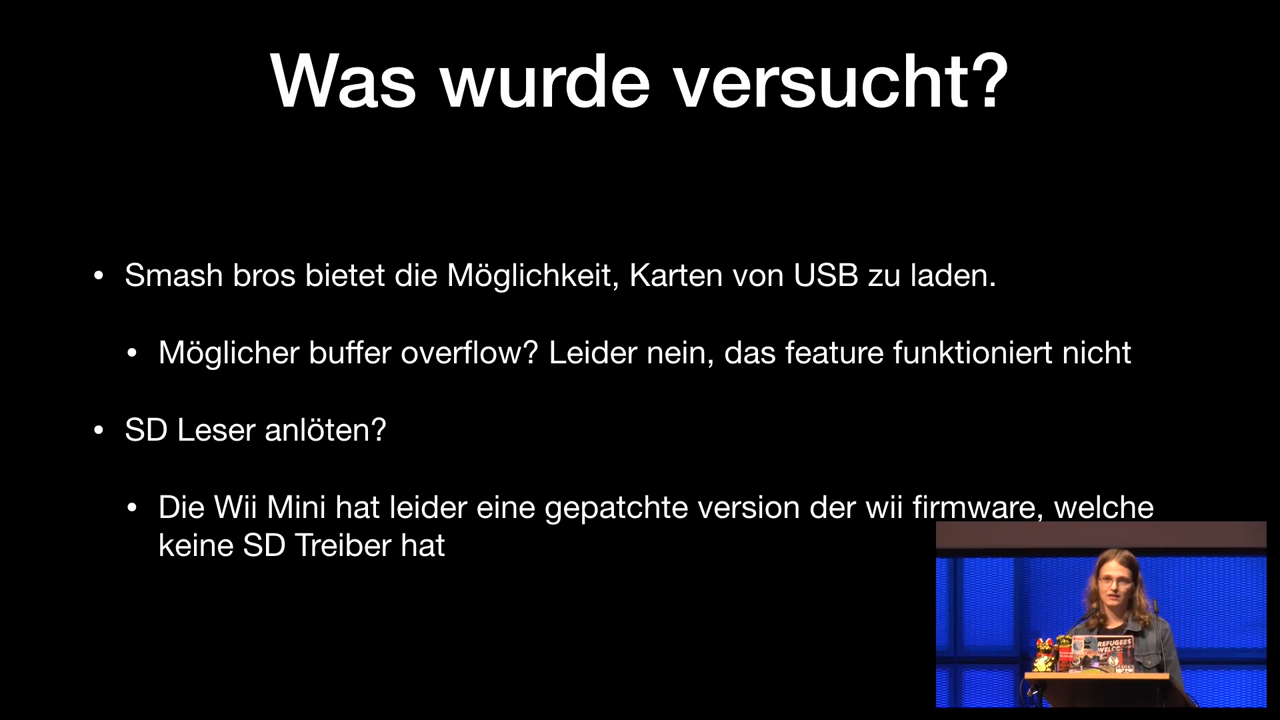 Was wurde versucht?
• Smash bros bietet die Möglichkeit, Karten von USB zu laden.
• Möglicher buffer overflow? Leider nein, das feature funktioniert nicht
• SD Leser anlöten?
• Die Wii Mini hat leider eine gepatchte version der wii firmware, welche
keine SD Treiber hat
REFUGEES